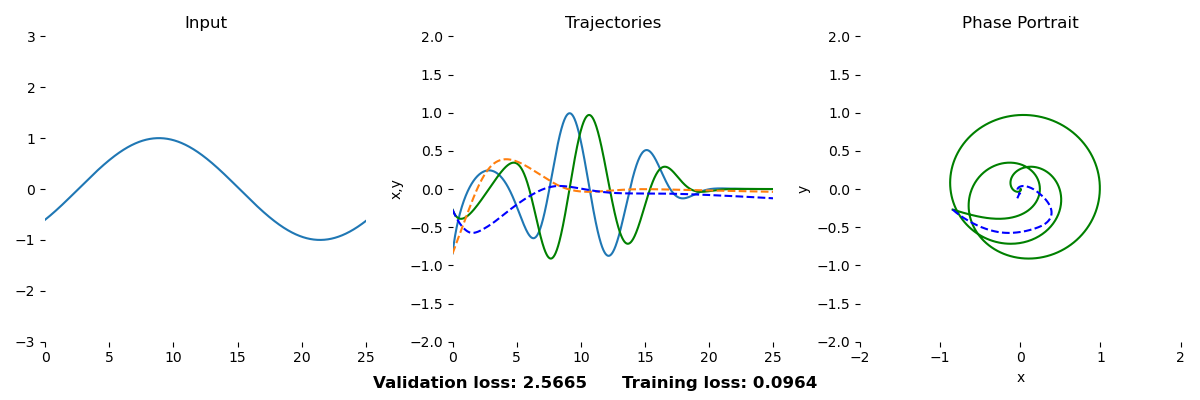 Input
3
2
1
0
−1
−2
−3
0 5 10 15 20 25
Trajectories
x,y
2.0
1.5
1.0
0.5
0.0
−0.5
−1.0
−1.5
−2.0
0 5 10 15 20 25
Phase Portrait
y
2.0
1.5
1.0
0.5
0.0
−0.5
−1.0
−1.5
−2.0
−2 −1 0 1 2
x
Validation loss: 2.5665 Training loss: 0.0964